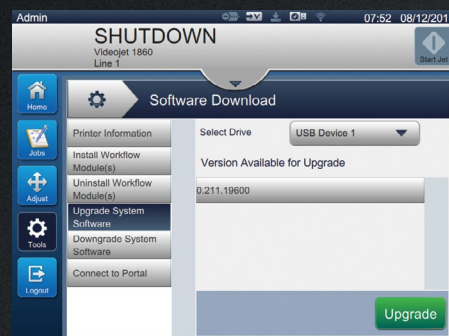 Admin
07:52 08/12/201
SHUTDOWN
Videojet 1860
Line 1
Start Jet
Home
Software Download
Jobs
Adjust
Tools
Logout
Printer Information
Install Workflow
Module(s)
Uninstall Workflow
Module(s)
Upgrade System
Software
Downgrade System
Software
Connect to Portal
Select Drive
USB Device 1
Version Available for Upgrade
0.211.19600
Upgrade